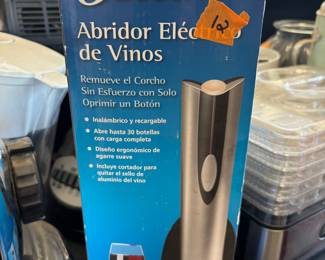 12
Abridor Eléctrico
de Vinos
Remueve el Corcho
Sin Esfuerzo con Solo
Oprimir un Botón
• Inalámbrico y recargable
• Abre hasta 30 botellas
con carga completa
• Diseño ergonómico de
agarre suave
• Incluye cortador para
quitar el sello de
aluminio del vino